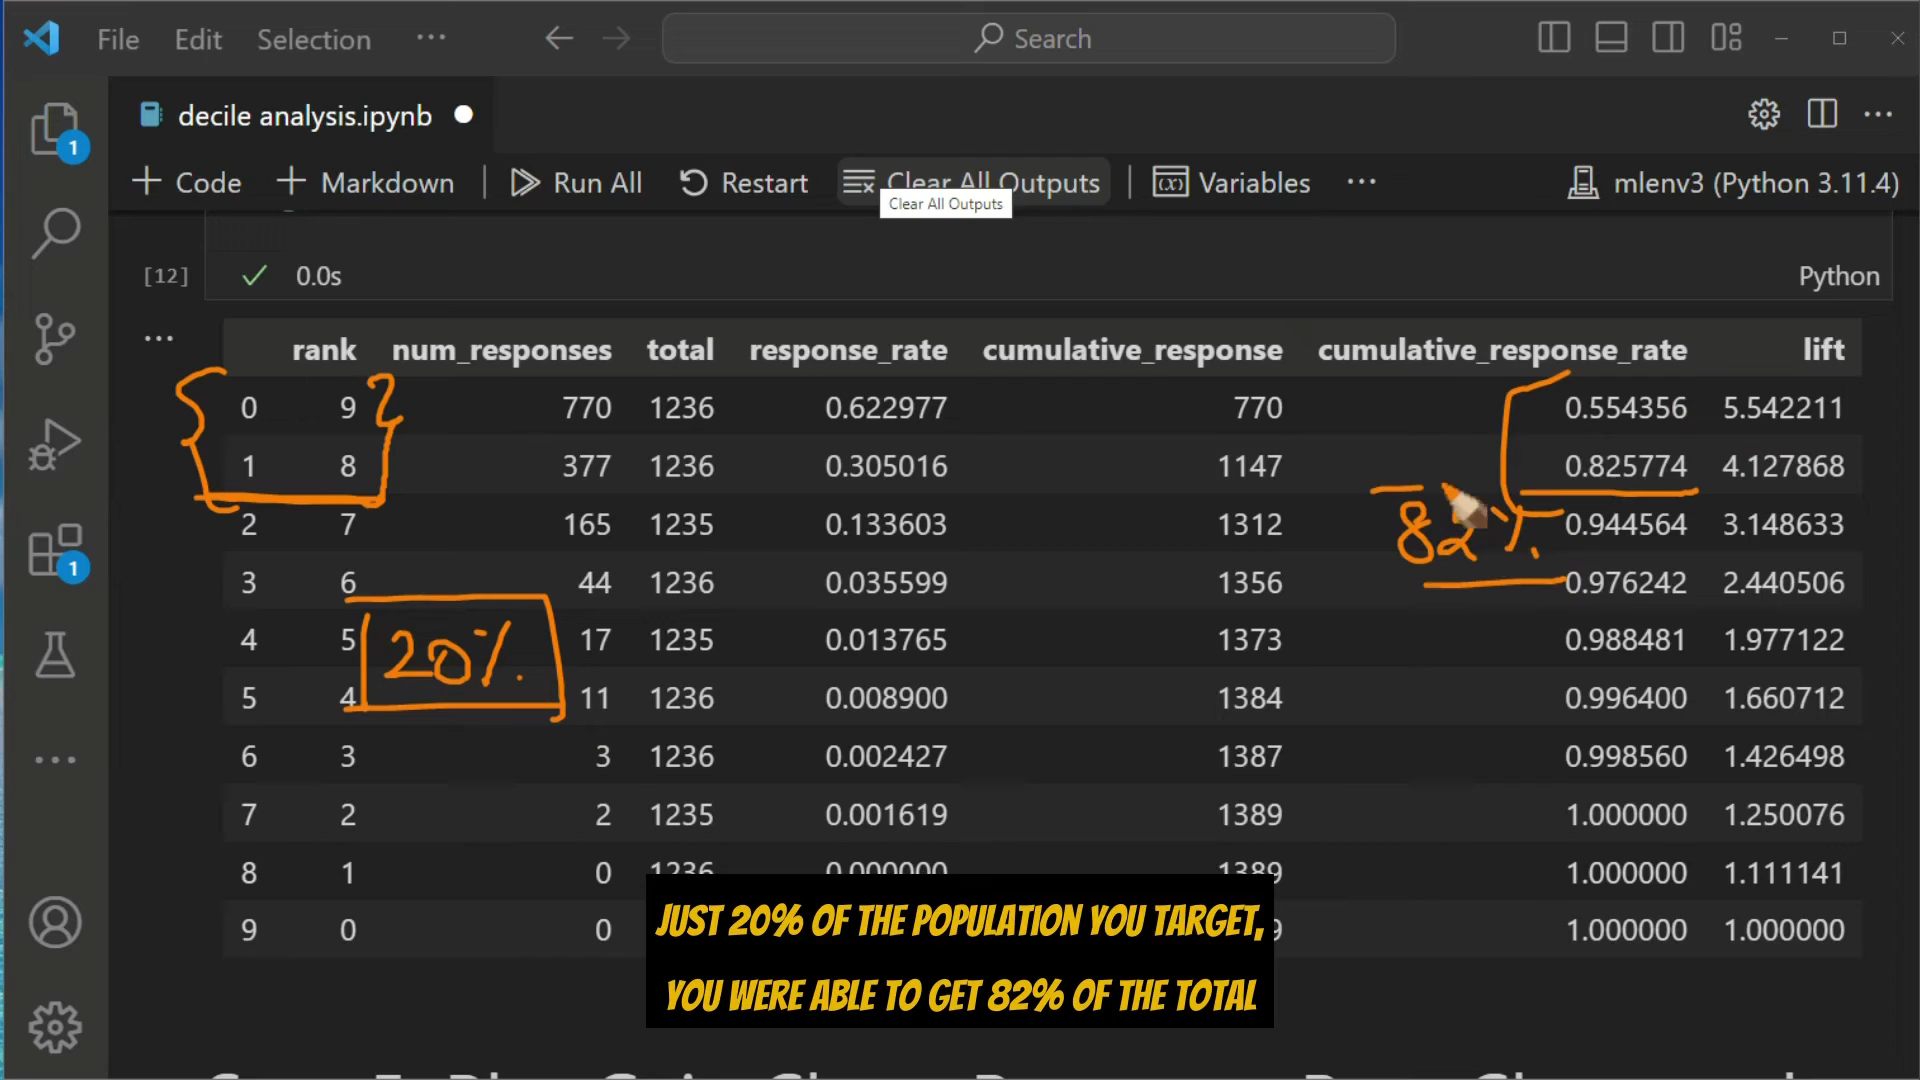 File Edit Selection ··· Search
decile analysis.ipynb
1
+ Code + Markdown | Run All Restart Clear All Outputs | Variables ··· mlenv3 (Python 3.11.4)
Clear All Outputs
[12] 0.0s Python
rank num_responses total response_rate cumulative_response cumulative_response_rate lift
0 9 770 1236 0.622977 770 0.554356 5.542211
1 8 377 1236 0.305016 1147 0.825774 4.127868
2 7 165 1235 0.133603 1312 0.944564 3.148633
82%
3 6 44 1236 0.035599 1356 0.976242 2.440506
1
4 5 17 1235 0.013765 1373 0.988481 1.977122
20%
5 4 11 1236 0.008900 1384 0.996400 1.660712
6 3 3 1236 0.002427 1387 0.998560 1.426498
7 2 2 1235 0.001619 1389 1.000000 1.250076
8 1 0 1236 0.000000 1389 1.000000 1.111141
9 0 0 1.000000 1.000000
JUST 20% OF THE POPULATION YOU TARGET,
YOU WERE ABLE TO GET 82% OF THE TOTAL